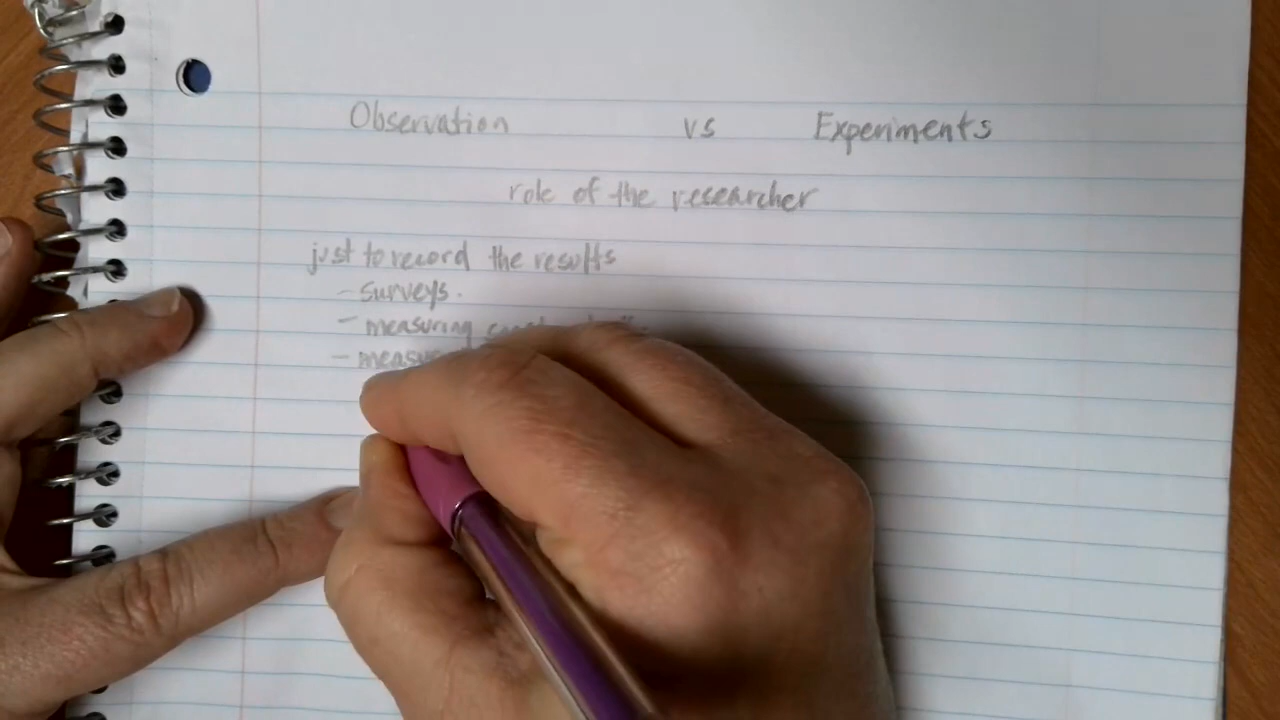 Observation vs Experiments
role of the researcher
just to record the results
- surveys.
- measuring
-